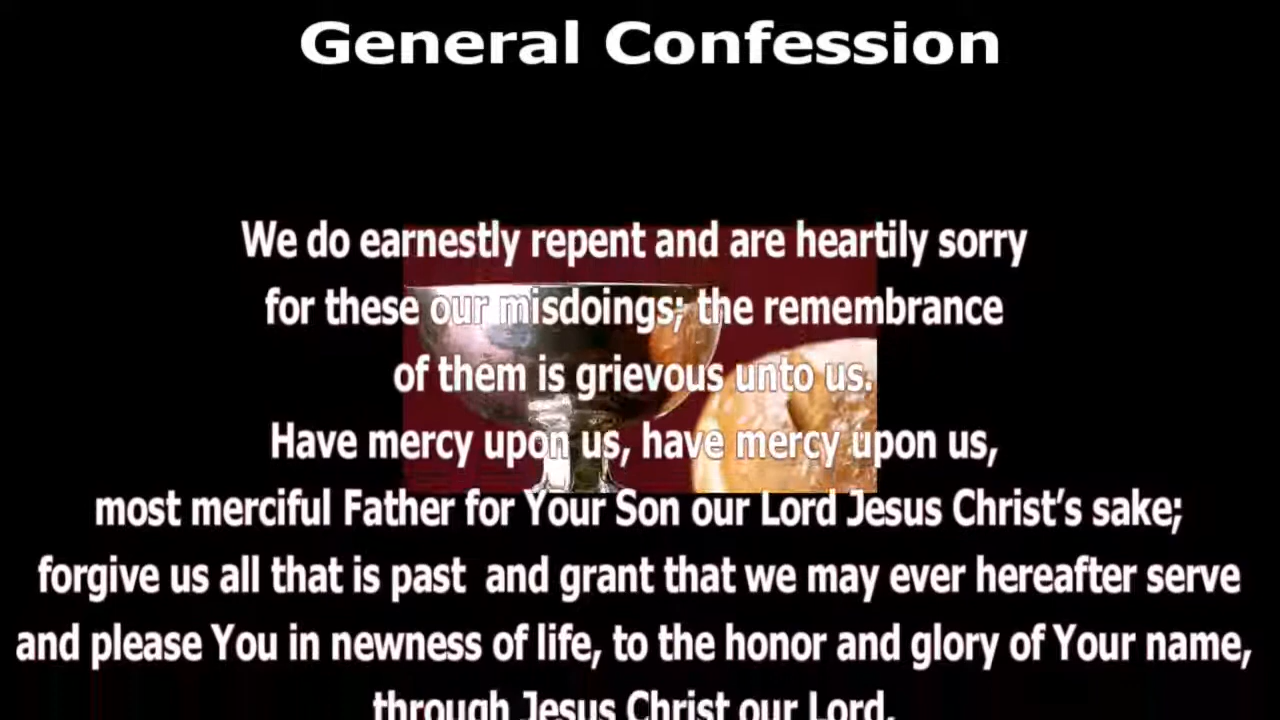 General Confession
We do earnestly repent and are heartily sorry
for these our misdoings; the remembrance
of them is grievous unto us.
Have mercy upon us, have mercy upon us,
most merciful Father for Your Son our Lord Jesus Christ’s sake;
forgive us all that is past  and grant that we may ever hereafter serve
and please You in newness of life, to the honor and glory of Your name,
through Jesus Christ our Lord.